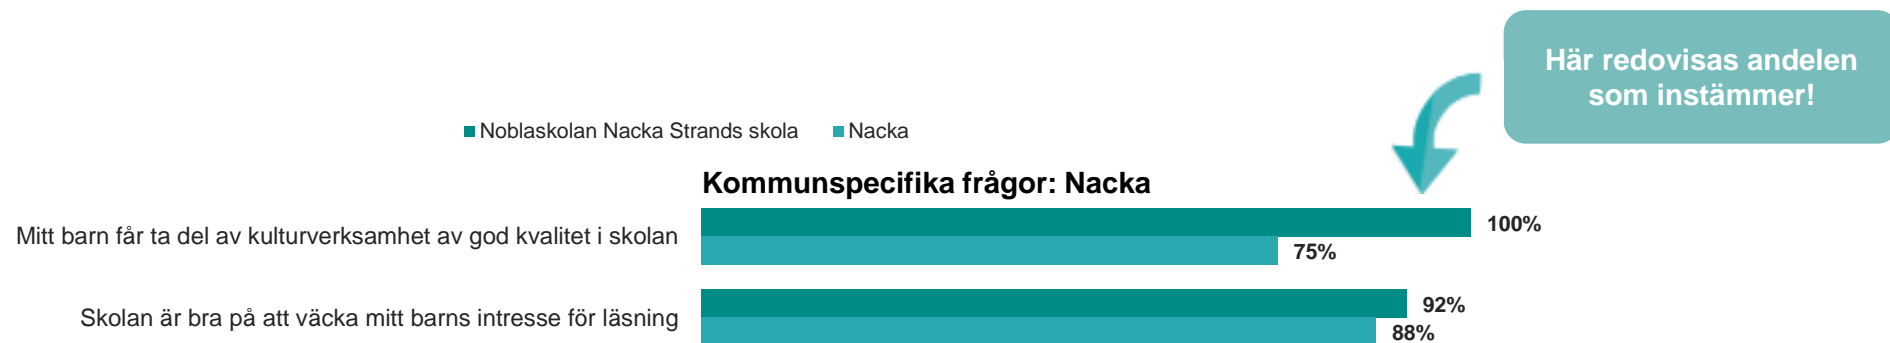 Här redovisas andelen
som instämmer!
Noblaskolan Nacka Strands skola
Nacka
Kommunspecifika frågor: Nacka
Mitt barn får ta del av kulturverksamhet av god kvalitet i skolan
100%
75%
Skolan är bra på att väcka mitt barns intresse för läsning
92%
88%